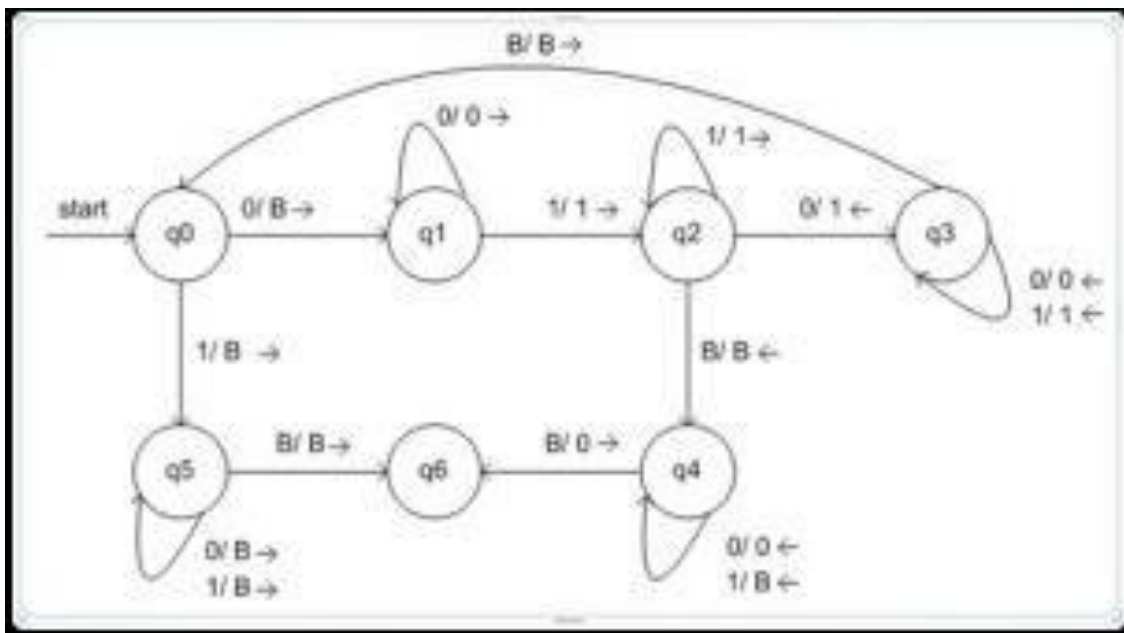 B/ B →
0/ 0 →
1/ 1 →
start
0/ B →
1/ 1 →
0/ 1 ←
q0
q1
q2
q3
0/ 0 ←
1/ 1 ←
1/ B →
B/ B ←
B/ B →
B/ 0 →
q5
q6
q4
0/ B →
1/ B →
0/ 0 ←
1/ B ←